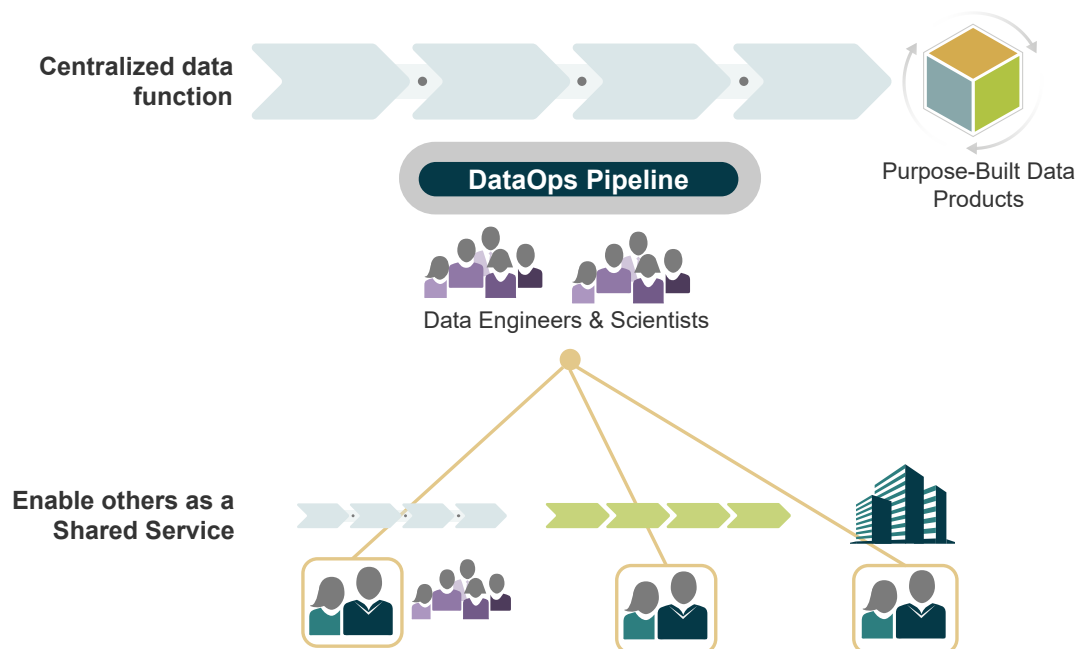 Centralized data
function
DataOps Pipeline
Purpose-Built Data
Products
Data Engineers & Scientists
Enable others as a
Shared Service